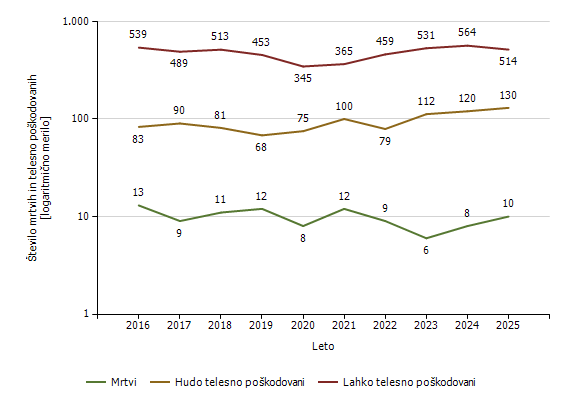 1.000
100
10
1
Število mrtvih in telesno poškodovanih
[logaritmično merilo]
539 489 513 453 345 365 459 531 564 514
83 90 81 68 75 100 79 112 120 130
13 9 11 12 8 12 9 6 8 10
2016 2017 2018 2019 2020 2021 2022 2023 2024 2025
Leto
Mrtvi Hudo telesno poškodovani Lahko telesno poškodovani